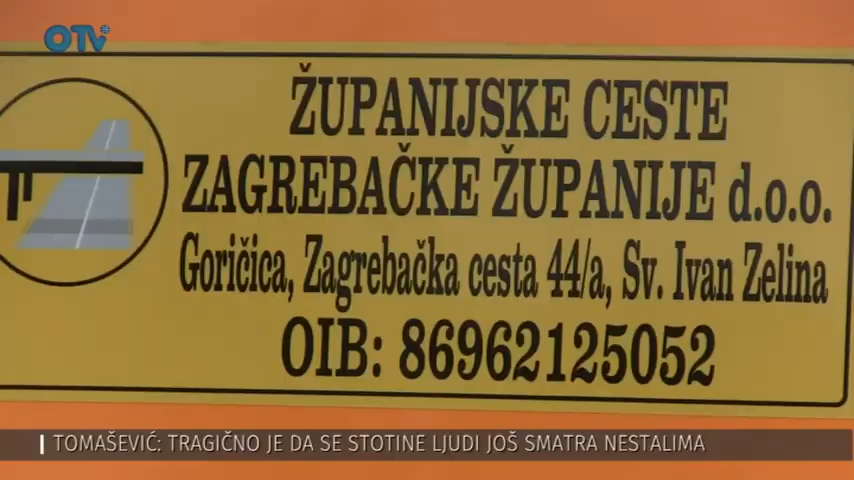 OTV
ŽUPANIJSKE CESTE
ZAGREBAČKE ŽUPANIJE d.o.o.
Goričica, Zagrebačka cesta 44/a, Sv. Ivan Zelina
OIB: 86962125052
TOMAŠEVIĆ: TRAGIČNO JE DA SE STOTINE LJUDI JOŠ SMATRA NESTALIMA